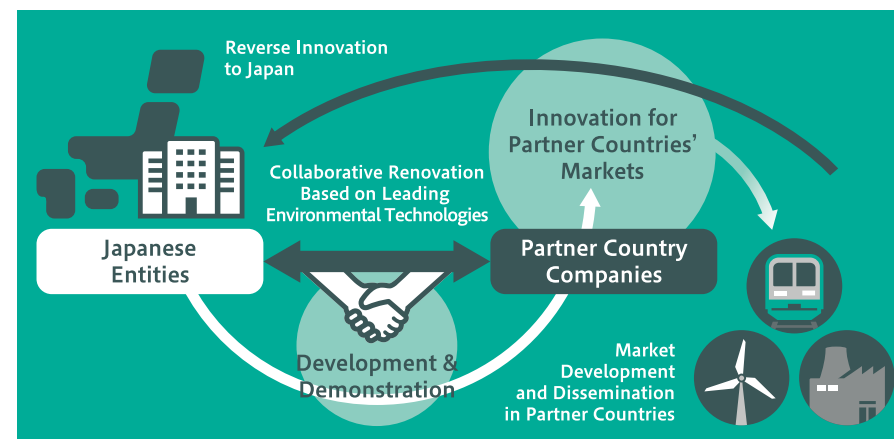 Reverse Innovation
to Japan
Innovation for
Partner Countries’
Markets
Collaborative Renovation
Based on Leading
Environmental Technologies
Japanese
Entities
Partner Country
Companies
Development &
Demonstration
Market
Development
and Dissemination
in Partner Countries